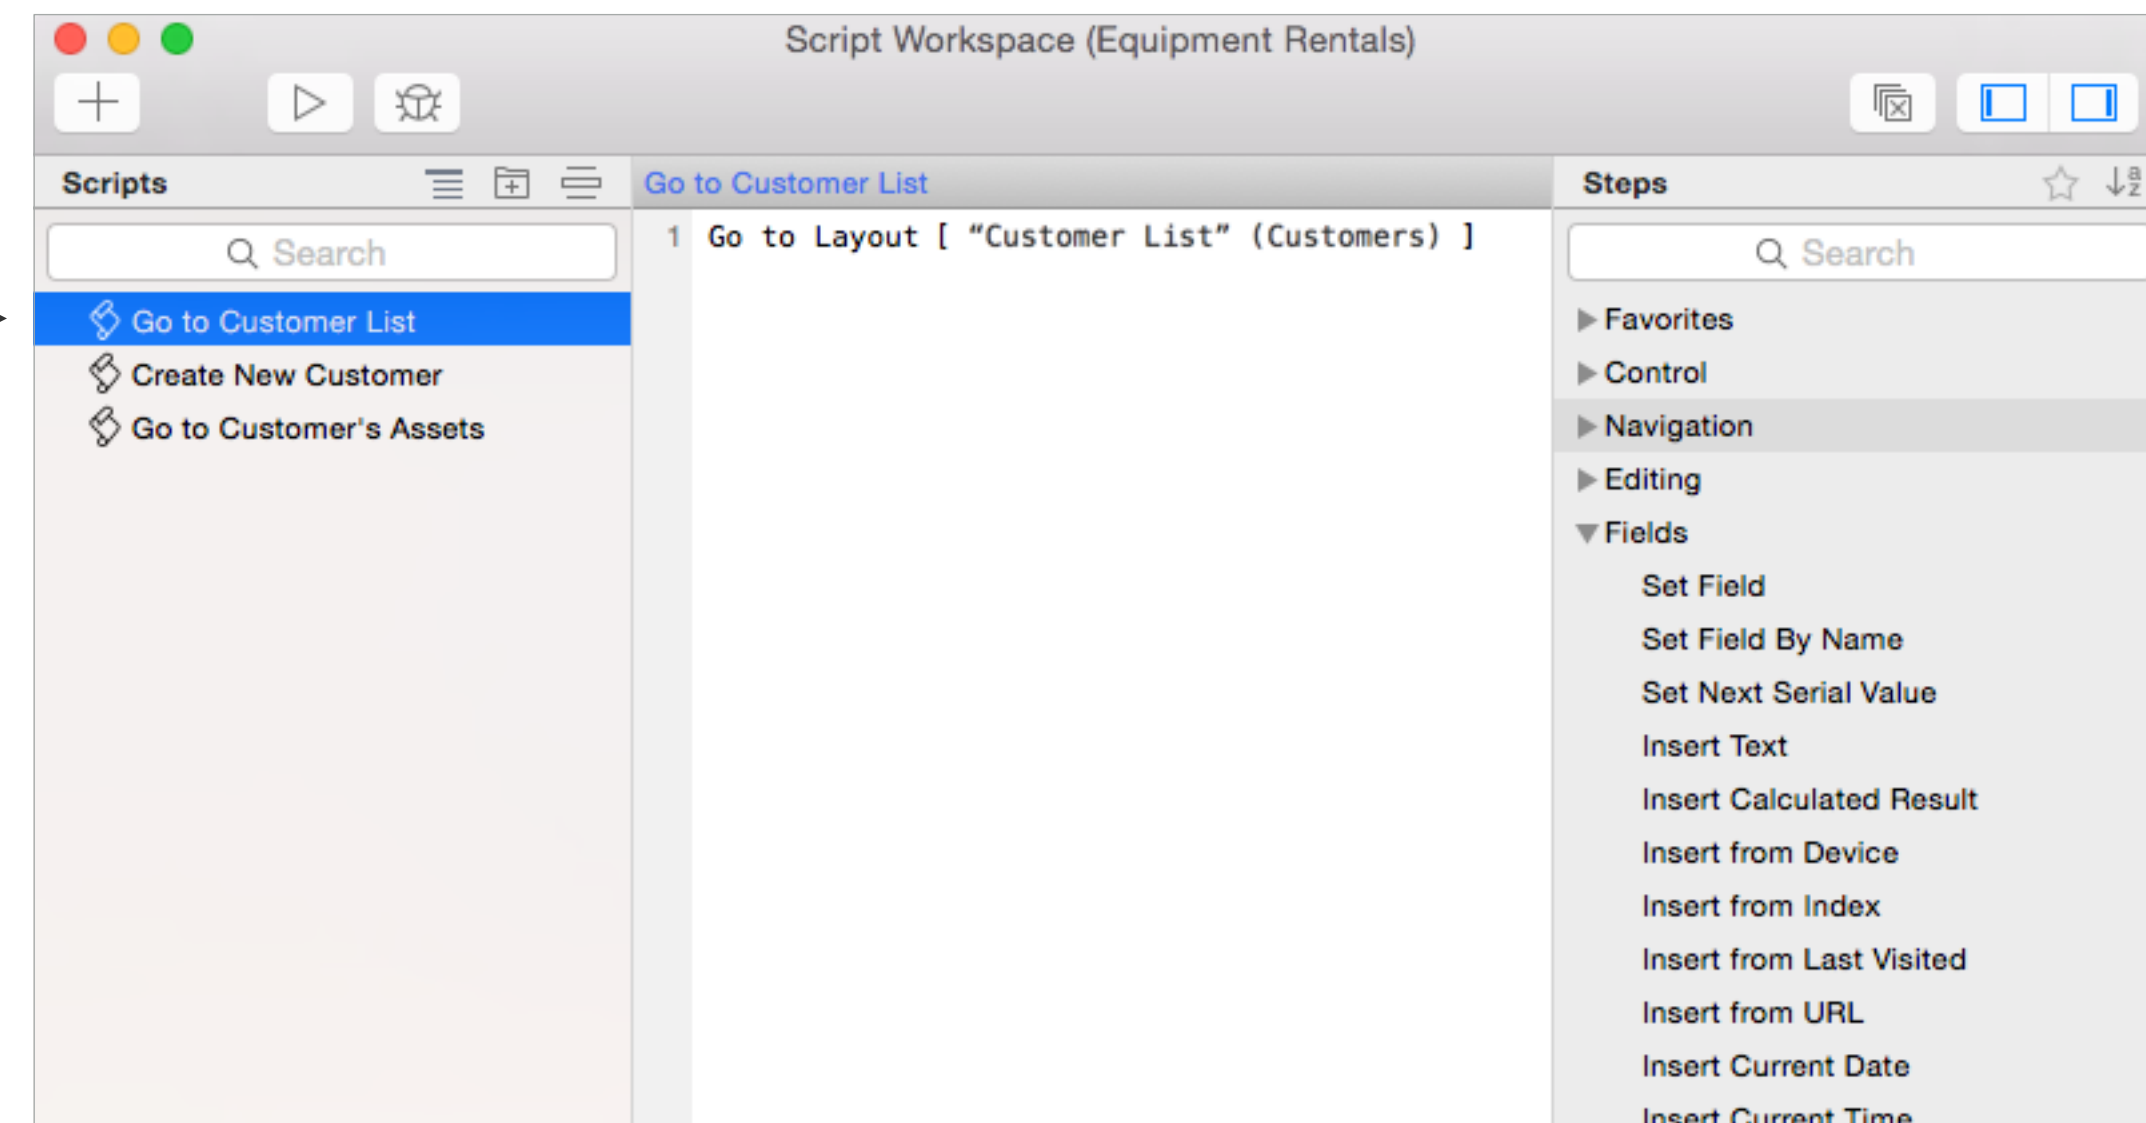 Script Workspace (Equipment Rentals)
Scripts
Search
Go to Customer List
Create New Customer
Go to Customer's Assets
Go to Customer List
1 Go to Layout [ “Customer List” (Customers) ]
Steps
a
z
Search
Favorites
Control
Navigation
Editing
Fields
Set Field
Set Field By Name
Set Next Serial Value
Insert Text
Insert Calculated Result
Insert from Device
Insert from Index
Insert from Last Visited
Insert from URL
Insert Current Date
Insert Current Time